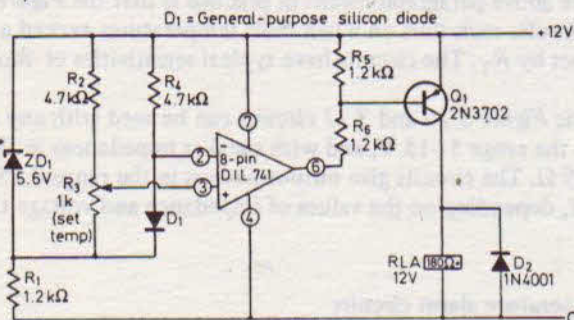 D1 = General-purpose silicon diode
+12V
R2
4.7kΩ
R4
4.7kΩ
R5
1.2kΩ
Q1
2N3702
R6
1.2kΩ
7
2
8-pin
D.I.L. 741
3
6
4
ZD1
5.6V
R3
1k
(set
temp)
D1
R1
1.2kΩ
RLA
180Ω+
12V
D2
1N4001